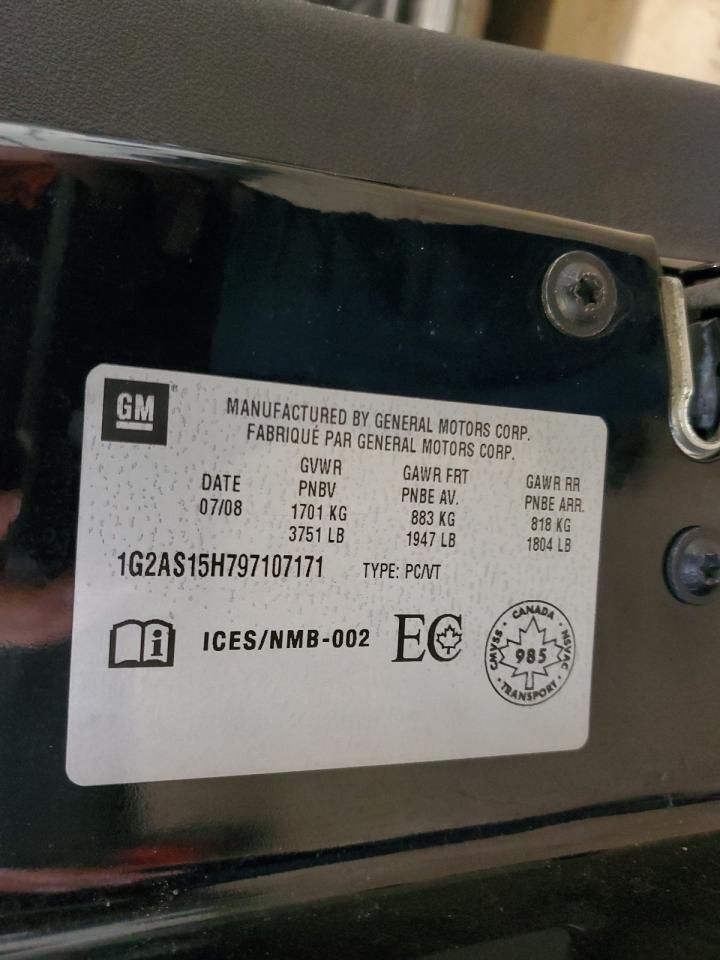 GM
MANUFACTURED BY GENERAL MOTORS CORP.
FABRIQUÉ PAR GENERAL MOTORS CORP.
DATE
07/08
GVWR
PNBV
1701 KG
3751 LB
GAWR FRT
PNBE AV.
883 KG
1947 LB
GAWR RR
PNBE ARR.
818 KG
1804 LB
1G2AS15H797107171 TYPE: PC/VT
i ICES/NMB-002 EC
CANADA
CMVSS · NSVAC
985
TRANSPORT